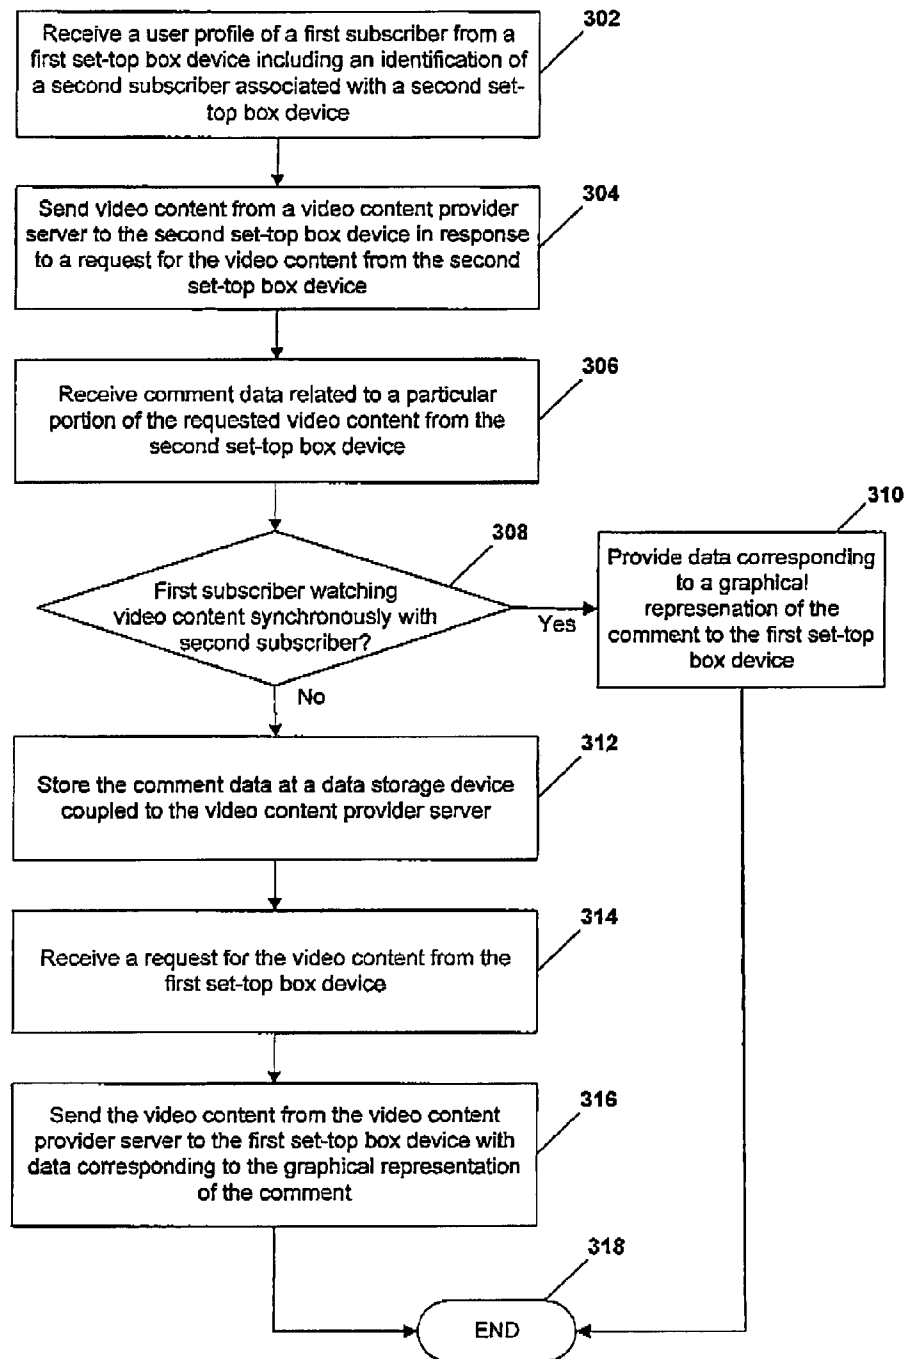 302
Receive a user profile of a first subscriber from a
first set-top box device including an identification of
a second subscriber associated with a second set-
top box device
304
Send video content from a video content provider
server to the second set-top box device in response
to a request for the video content from the second
set-top box device
306
Receive comment data related to a particular
portion of the requested video content from the
second set-top box device
308
First subscriber watching
video content synchronously with
second subscriber?
Yes
No
310
Provide data corresponding
to a graphical
represenation of the
comment to the first set-top
box device
312
Store the comment data at a data storage device
coupled to the video content provider server
314
Receive a request for the video content from the
first set-top box device
316
Send the video content from the video content
provider server to the first set-top box device with
data corresponding to the graphical representation
of the comment
318
END